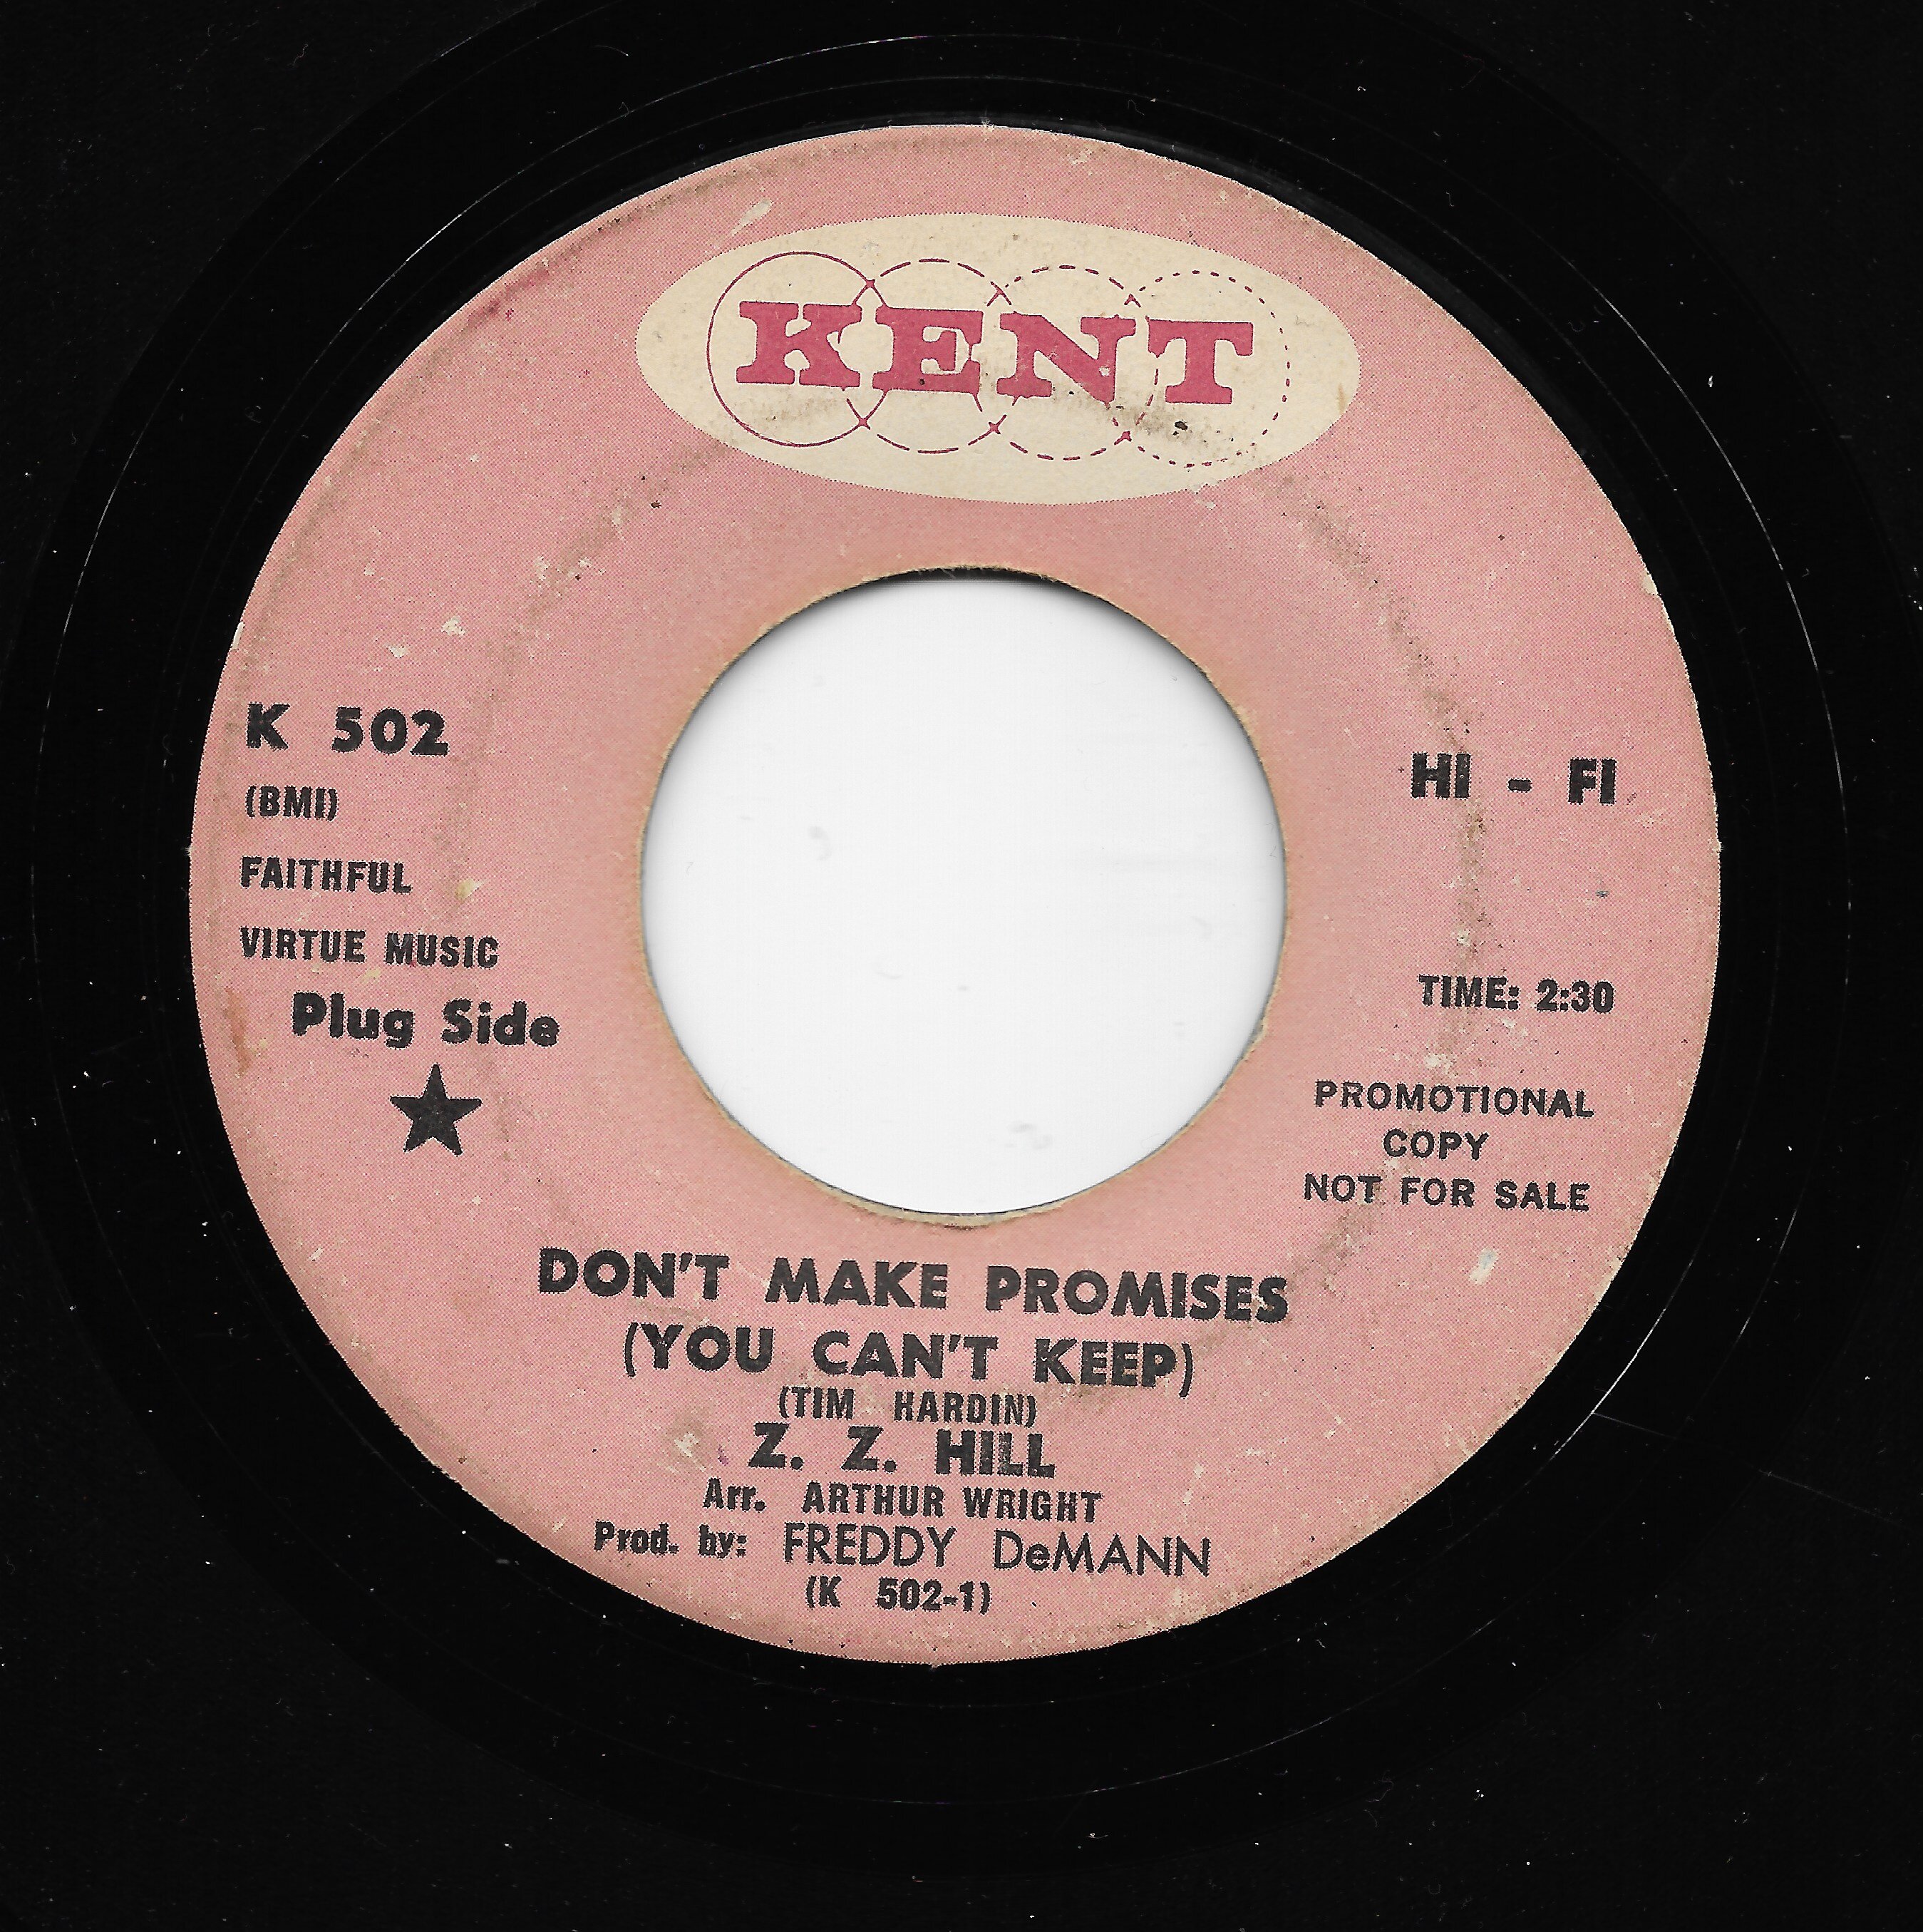 KENT
K 502
(BMI)
FAITHFUL
VIRTUE MUSIC
Plug Side
HI - FI
TIME: 2:30
PROMOTIONAL
COPY
NOT FOR SALE
DON'T MAKE PROMISES
(YOU CAN'T KEEP)
(TIM HARDIN)
Z. Z. HILL
Arr. ARTHUR WRIGHT
Prod. by: FREDDY DeMANN
(K 502-1)